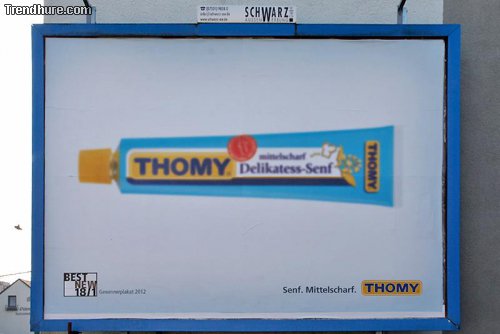 Trendhure.com
SCHWARZ
THOMY
mittelscharf
Delikatess-Senf
THOMY
BEST
NEW
18/1
Gewinnerplakat 2012
Senf. Mittelscharf. THOMY